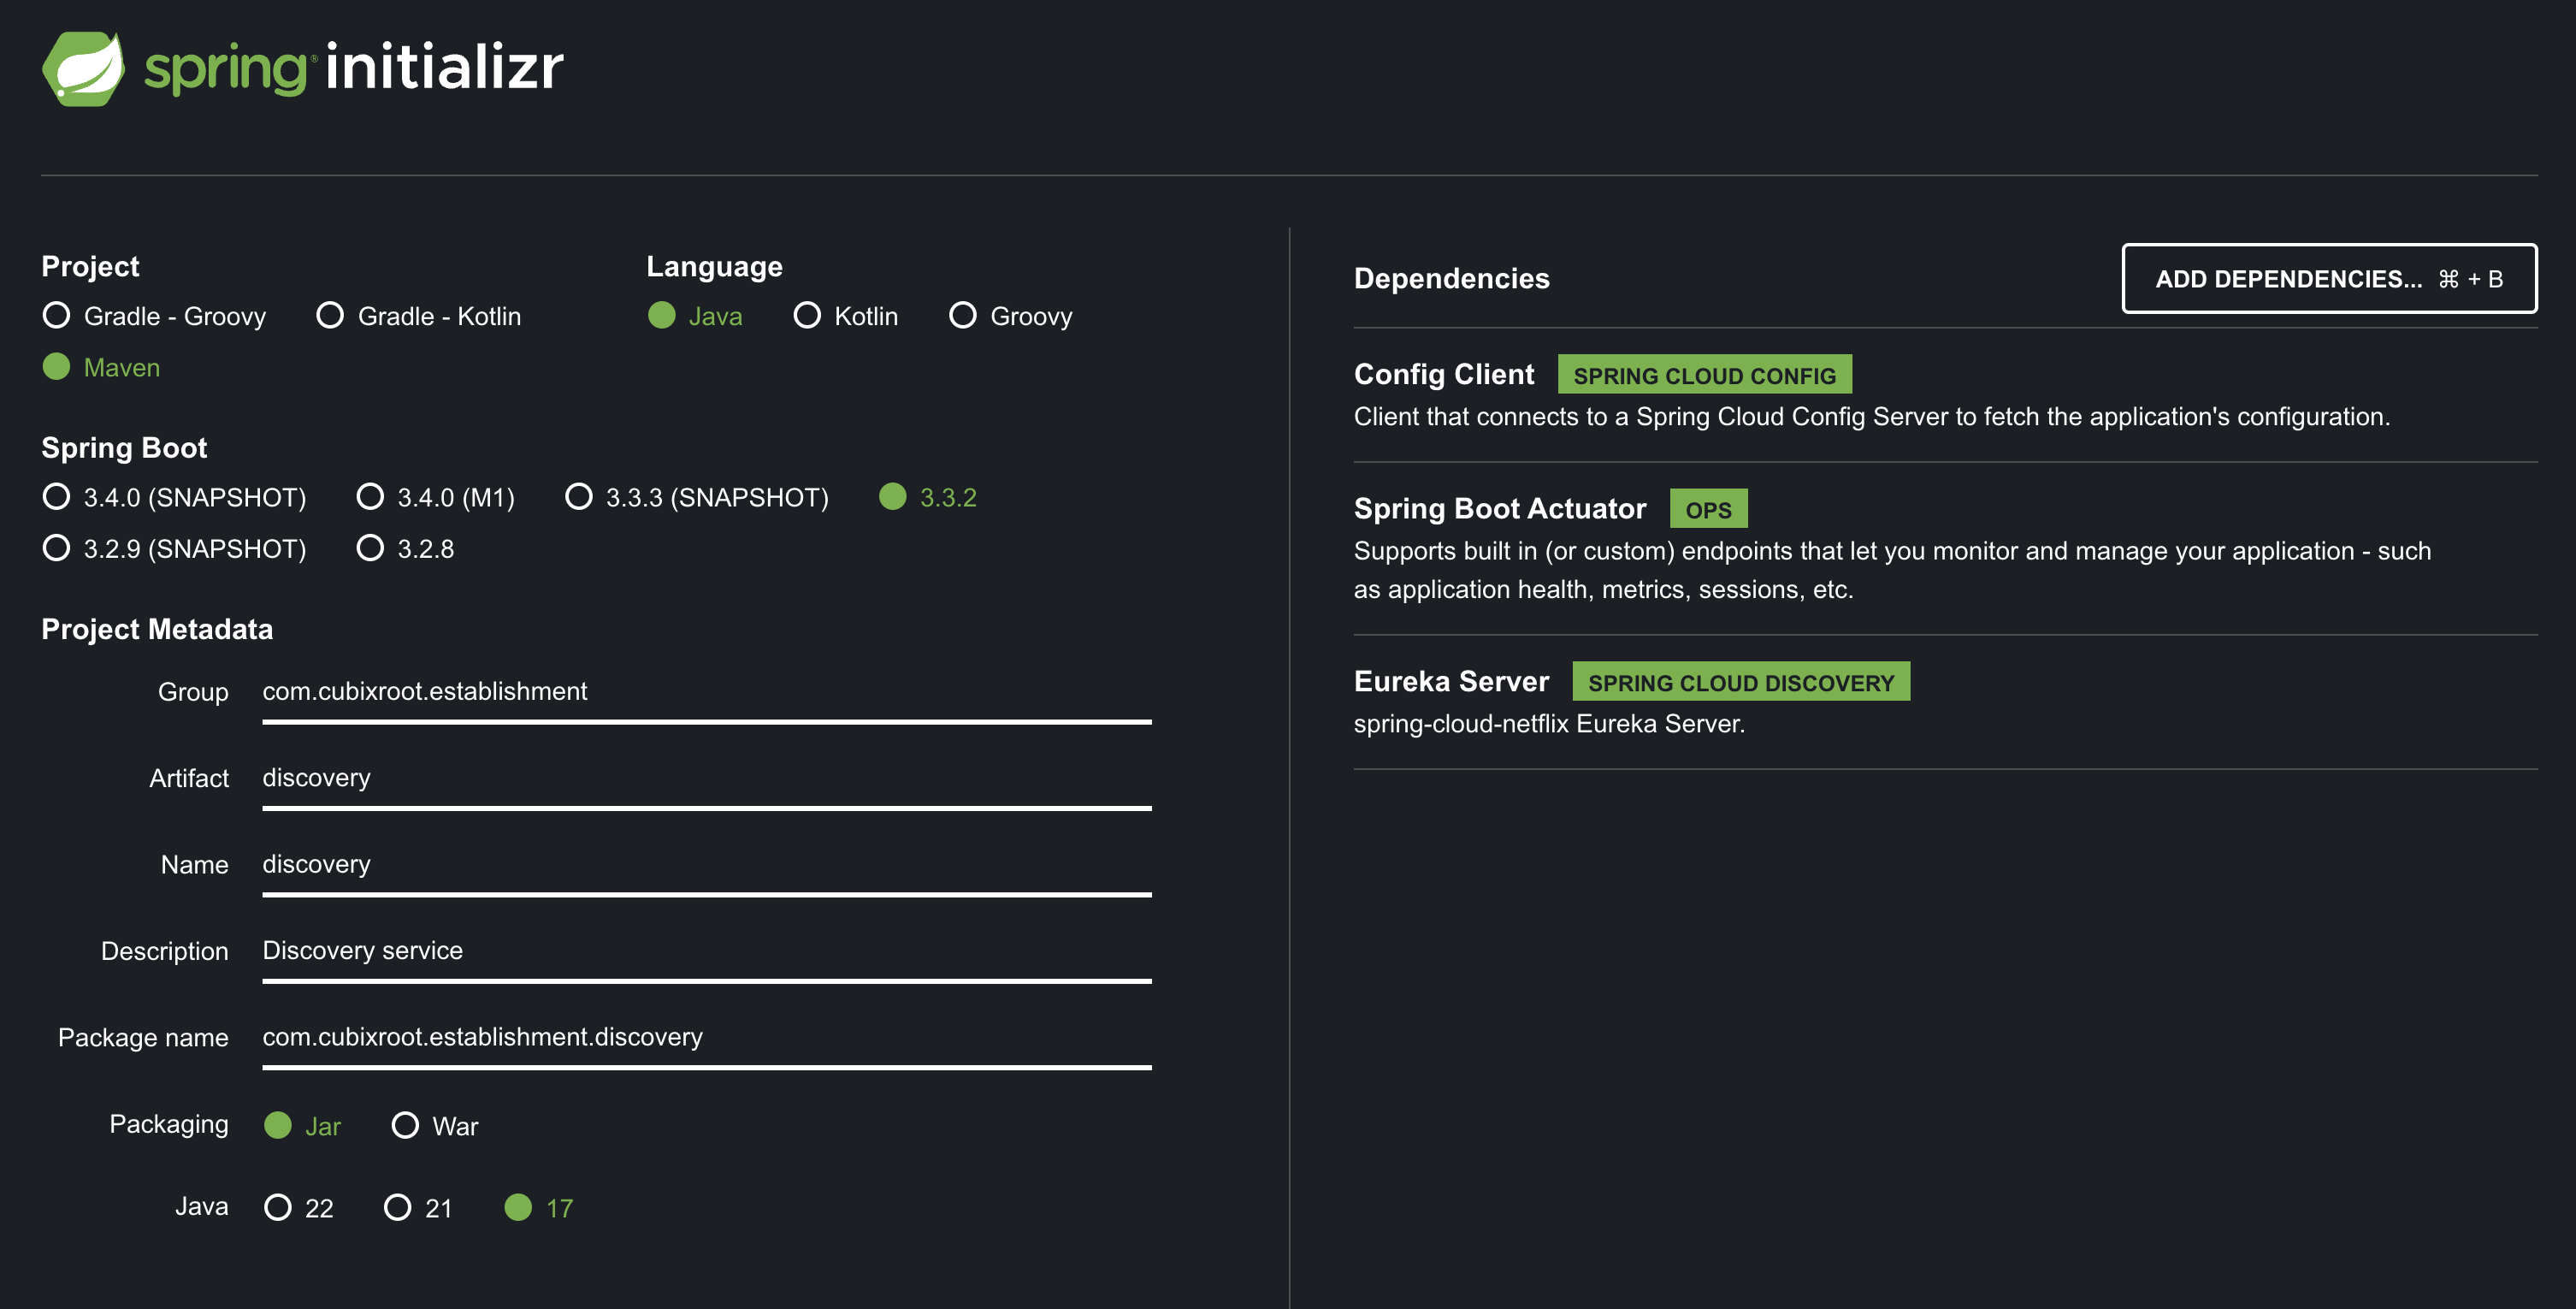 spring® initializr
Project
Gradle - Groovy Gradle - Kotlin
Maven
Language
Java Kotlin Groovy
Spring Boot
3.4.0 (SNAPSHOT) 3.4.0 (M1) 3.3.3 (SNAPSHOT) 3.3.2
3.2.9 (SNAPSHOT) 3.2.8
Project Metadata
Group com.cubixroot.establishment
Artifact discovery
Name discovery
Description Discovery service
Package name com.cubixroot.establishment.discovery
Packaging Jar War
Java 22 21 17
Dependencies ADD DEPENDENCIES... ⌘ + B
Config Client SPRING CLOUD CONFIG
Client that connects to a Spring Cloud Config Server to fetch the application's configuration.
Spring Boot Actuator OPS
Supports built in (or custom) endpoints that let you monitor and manage your application - such
as application health, metrics, sessions, etc.
Eureka Server SPRING CLOUD DISCOVERY
spring-cloud-netflix Eureka Server.